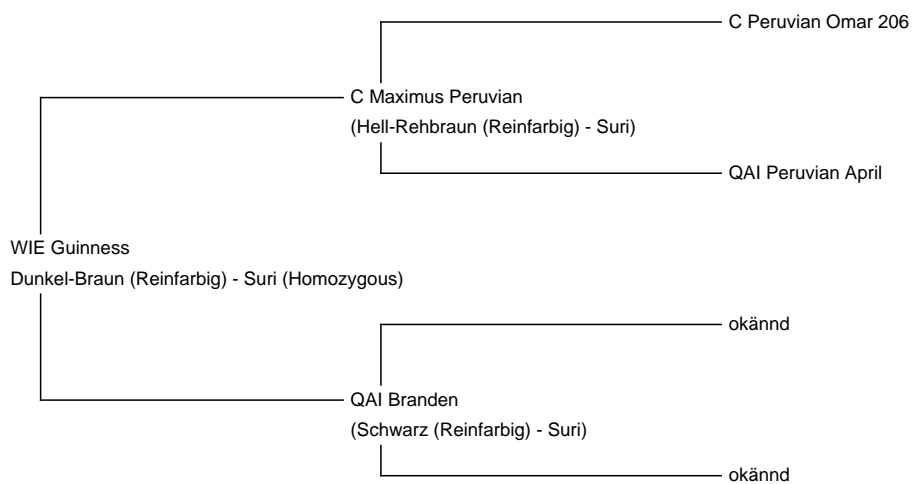 C Peruvian Omar 206
C Maximus Peruvian
(Hell-Rehbraun (Reinfarbig) - Suri)
QAI Peruvian April
WIE Guinness
Dunkel-Braun (Reinfarbig) - Suri (Homozygous)
okännd
QAI Branden
(Schwarz (Reinfarbig) - Suri)
okännd